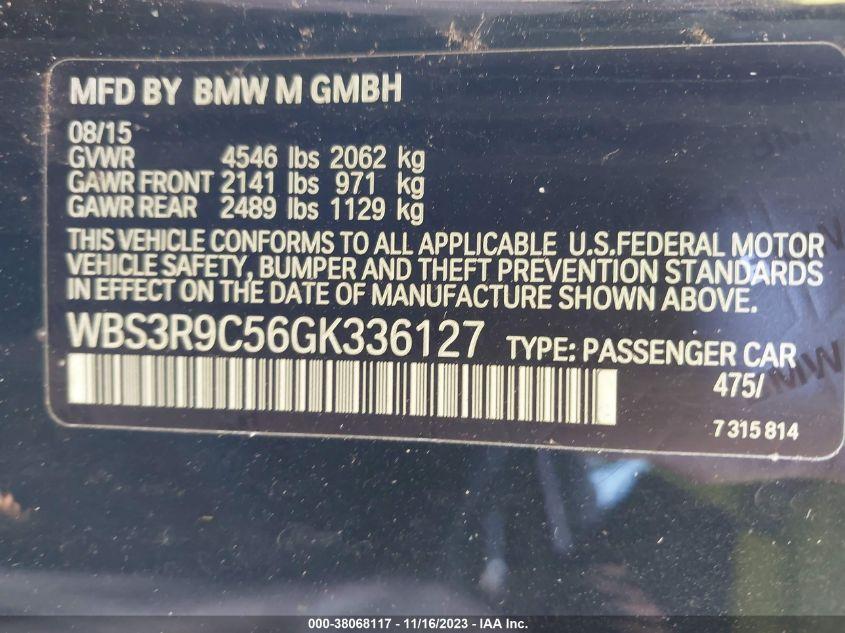 MFD BY BMW M GMBH
08/15
GVWR 4546 lbs 2062 kg
GAWR FRONT 2141 lbs 971 kg
GAWR REAR 2489 lbs 1129 kg
THIS VEHICLE CONFORMS TO ALL APPLICABLE U.S.FEDERAL MOTOR
VEHICLE SAFETY, BUMPER AND THEFT PREVENTION STANDARDS
IN EFFECT ON THE DATE OF MANUFACTURE SHOWN ABOVE.
WBS3R9C56GK336127 TYPE: PASSENGER CAR
475/
7 315 814
000-38068117 - 11/16/2023 - IAA Inc.